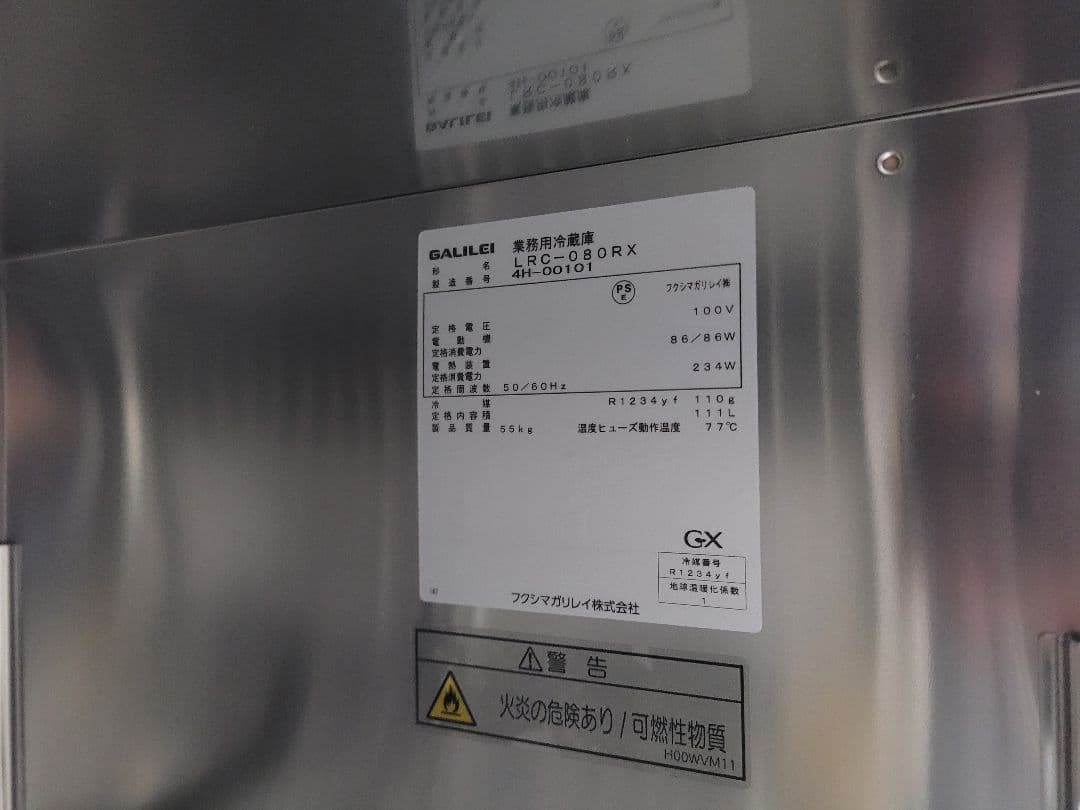 GALILEI 業務用冷蔵庫
形名 LRC-080RX
製造番号 4H-00101
PS E フクシマガリレイ㈱
定格電圧 100V
電動機
定格消費電力 86/86W
電熱装置
定格消費電力 234W
定格周波数 50/60Hz
冷媒 R1234yf 110g
定格内容積 111L
製品質量 55kg 温度ヒューズ動作温度 77℃
GX
冷媒番号
R1234yf
地球温暖化係数
1
フクシマガリレイ株式会社
⚠警告
火炎の危険あり/可燃性物質
H00WVM11